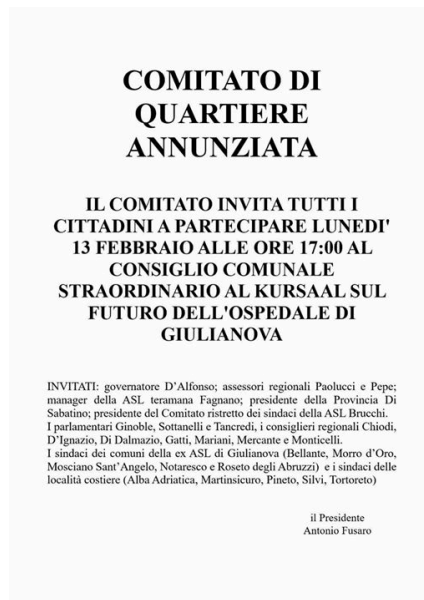 COMITATO DI
QUARTIERE
ANNUNZIATA
IL COMITATO INVITA TUTTI I
CITTADINI A PARTECIPARE LUNEDI'
13 FEBBRAIO ALLE ORE 17:00 AL
CONSIGLIO COMUNALE
STRAORDINARIO AL KURSAAL SUL
FUTURO DELL'OSPEDALE DI
GIULIANOVA
INVITATI: governatore D’Alfonso; assessori regionali Paolucci e Pepe;
manager della ASL teramana Fagnano; presidente della Provincia Di
Sabatino; presidente del Comitato ristretto dei sindaci della ASL Brucchi.
I parlamentari Ginoble, Sottanelli e Tancredi, i consiglieri regionali Chiodi,
D’Ignazio, Di Dalmazio, Gatti, Mariani, Mercante e Monticelli.
I sindaci dei comuni della ex ASL di Giulianova (Bellante, Morro d’Oro,
Mosciano Sant’Angelo, Notaresco e Roseto degli Abruzzi) e i sindaci delle
località costiere (Alba Adriatica, Martinsicuro, Pineto, Silvi, Tortoreto)
il Presidente
Antonio Fusaro